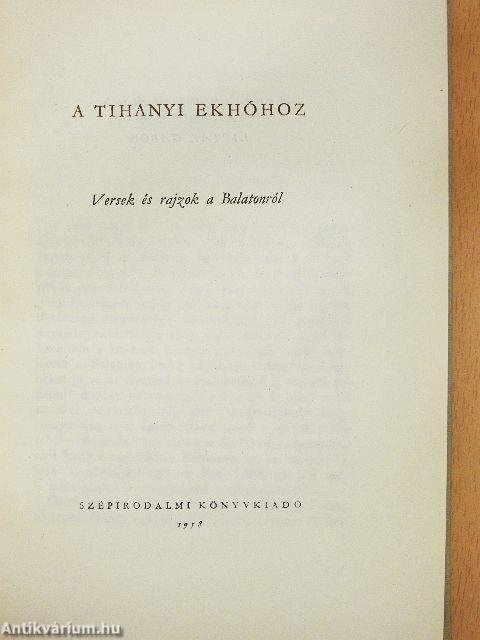 A TIHANYI EKHÓHOZ
Versek és rajzok a Balatonról
SZÉPIRODALMI KÖNYVKIADÓ
1958
Antikvárium.hu